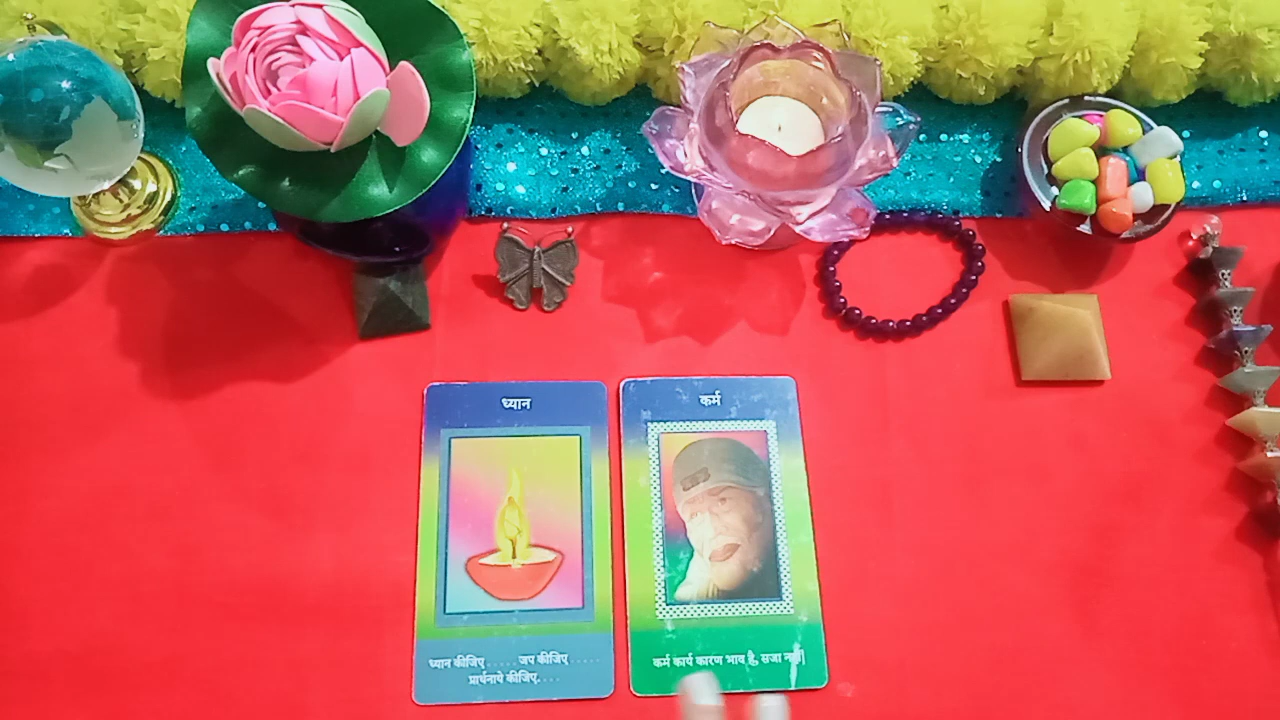 ध्यान
ध्यान कीजिए..... जप कीजिए.....
प्रार्थनाये कीजिए....
कर्म
कर्म कार्य कारण भाव है, सजा नहीं|